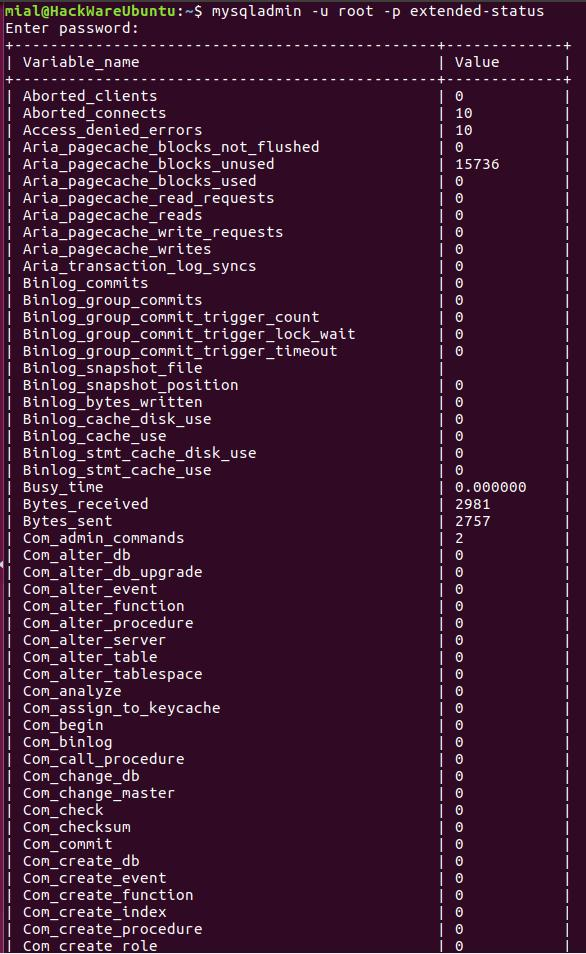 mial@HackWareUbuntu:~$ mysqladmin -u root -p extended-status
Enter password:
+-----------------------------------------------+-------------+
| Variable_name | Value |
+-----------------------------------------------+-------------+
| Aborted_clients | 0 |
| Aborted_connects | 10 |
| Access_denied_errors | 10 |
| Aria_pagecache_blocks_not_flushed | 0 |
| Aria_pagecache_blocks_unused | 15736 |
| Aria_pagecache_blocks_used | 0 |
| Aria_pagecache_read_requests | 0 |
| Aria_pagecache_reads | 0 |
| Aria_pagecache_write_requests | 0 |
| Aria_pagecache_writes | 0 |
| Aria_transaction_log_syncs | 0 |
| Binlog_commits | 0 |
| Binlog_group_commits | 0 |
| Binlog_group_commit_trigger_count | 0 |
| Binlog_group_commit_trigger_lock_wait | 0 |
| Binlog_group_commit_trigger_timeout | 0 |
| Binlog_snapshot_file | |
| Binlog_snapshot_position | 0 |
| Binlog_bytes_written | 0 |
| Binlog_cache_disk_use | 0 |
| Binlog_cache_use | 0 |
| Binlog_stmt_cache_disk_use | 0 |
| Binlog_stmt_cache_use | 0 |
| Busy_time | 0.000000 |
| Bytes_received | 2981 |
| Bytes_sent | 2757 |
| Com_admin_commands | 2 |
| Com_alter_db | 0 |
| Com_alter_db_upgrade | 0 |
| Com_alter_event | 0 |
| Com_alter_function | 0 |
| Com_alter_procedure | 0 |
| Com_alter_server | 0 |
| Com_alter_table | 0 |
| Com_alter_tablespace | 0 |
| Com_analyze | 0 |
| Com_assign_to_keycache | 0 |
| Com_begin | 0 |
| Com_binlog | 0 |
| Com_call_procedure | 0 |
| Com_change_db | 0 |
| Com_change_master | 0 |
| Com_check | 0 |
| Com_checksum | 0 |
| Com_commit | 0 |
| Com_create_db | 0 |
| Com_create_event | 0 |
| Com_create_function | 0 |
| Com_create_index | 0 |
| Com_create_procedure | 0 |
| Com_create_role | 0 |